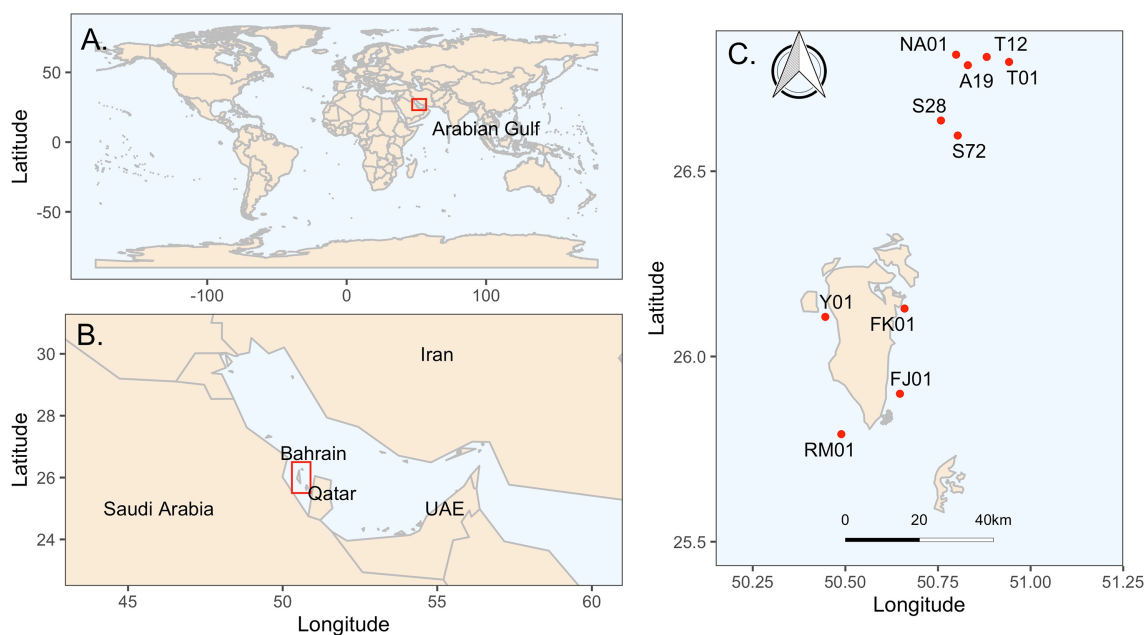 A.
Arabian Gulf
50
0
-50
Latitude
-100
0
100
B.
Iran
Bahrain
Qatar
Saudi Arabia
UAE
30
28
26
24
Latitude
45
50
55
60
Longitude
C.
NA01
T12
A19
T01
S28
S72
Y01
FK01
FJ01
RM01
0
20
40km
26.5
26.0
25.5
Latitude
50.25
50.50
50.75
51.00
51.25
Longitude